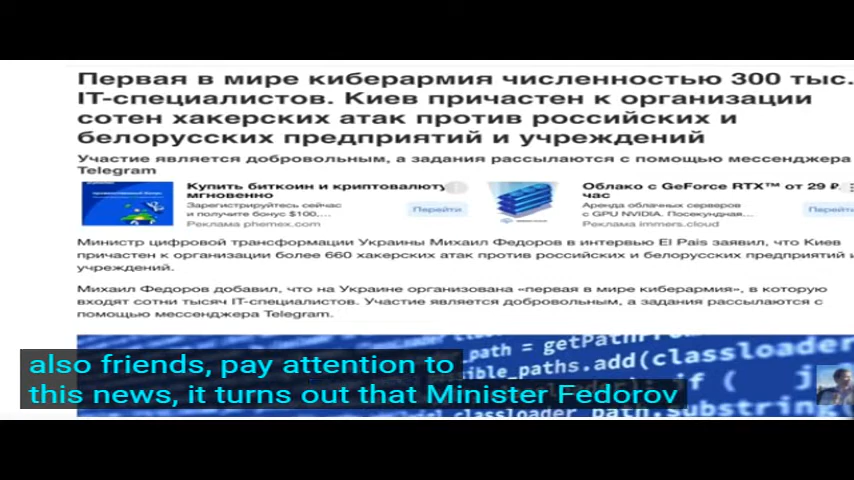 Первая в мире киберармия численностью 300 тыс.
IT-специалистов. Киев причастен к организации
сотен хакерских атак против российских и
белорусских предприятий и учреждений
Участие является добровольным, а задания рассылаются с помощью мессенджера
Telegram
Купить биткоин и криптовалюту
мгновенно
Зарегистрируйтесь сейчас
и получите бонус $100,...
Реклама phemex.com
Перейти
Облако с GeForce RTX™ от 29 ₽
час
Аренда облачных серверов
с GPU NVIDIA. Посекундная...
Реклама immers.cloud
Перейти
Министр цифровой трансформации Украины Михаил Федоров в интервью El Pais заявил, что Киев
причастен к организации более 660 хакерских атак против российских и белорусских предприятий и
учреждений.
Михаил Федоров добавил, что на Украине организована «первая в мире кибератмия», в которую
входят сотни тысяч IT-специалистов. Участие является добровольным, а задания рассылаются с
помощью мессенджера Telegram.
_path = getPath
ible_paths.add(classloader
if (
classloader path.substring(
also friends, pay attention to
this news, it turns out that Minister Fedorov